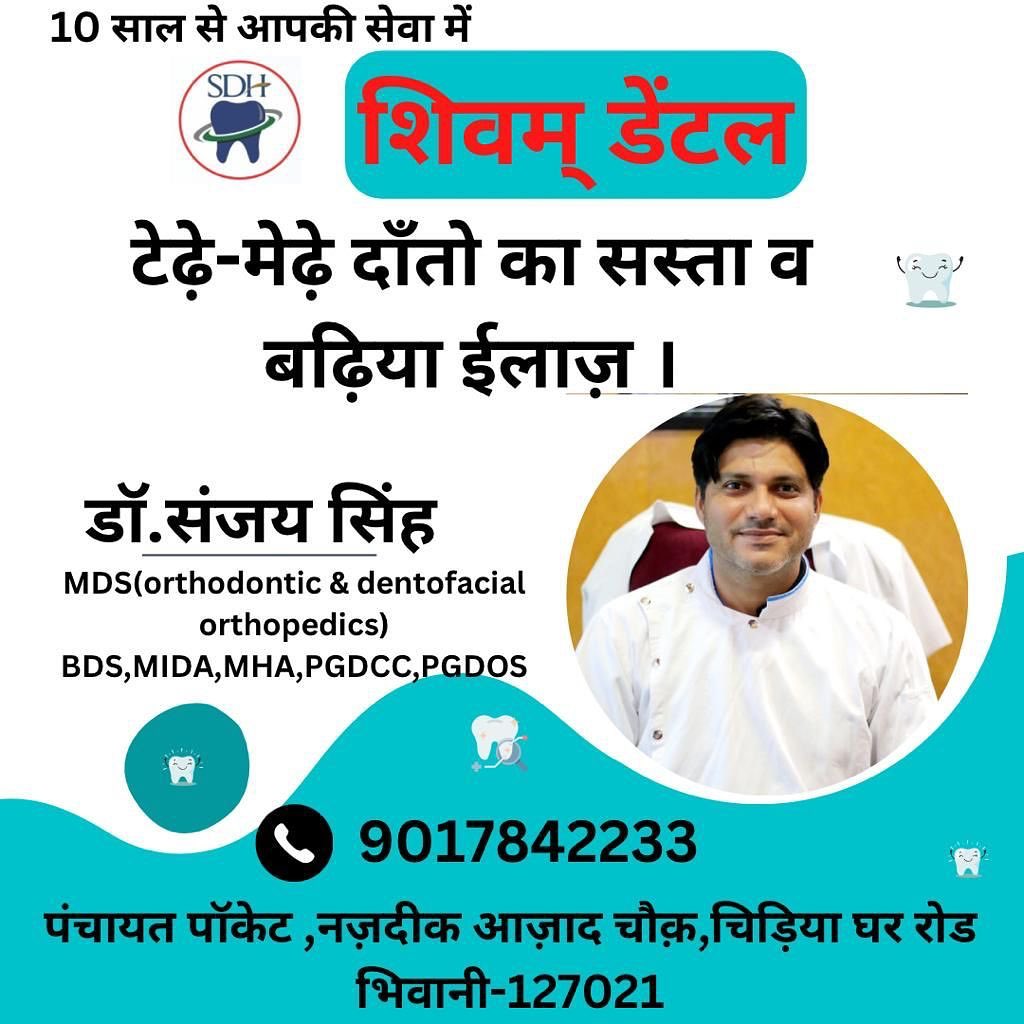 10 साल से आपकी सेवा में
SDH
शिवम् डेंटल
टेढ़े-मेढ़े दाँतो का सस्ता व
बढ़िया ईलाज़ ।
डॉ.संजय सिंह
MDS(orthodontic & dentofacial
orthopedics)
BDS,MIDA,MHA,PGDCC,PGDOS
9017842233
पंचायत पॉकेट ,नज़दीक आज़ाद चौक़,चिड़िया घर रोड
भिवानी-127021